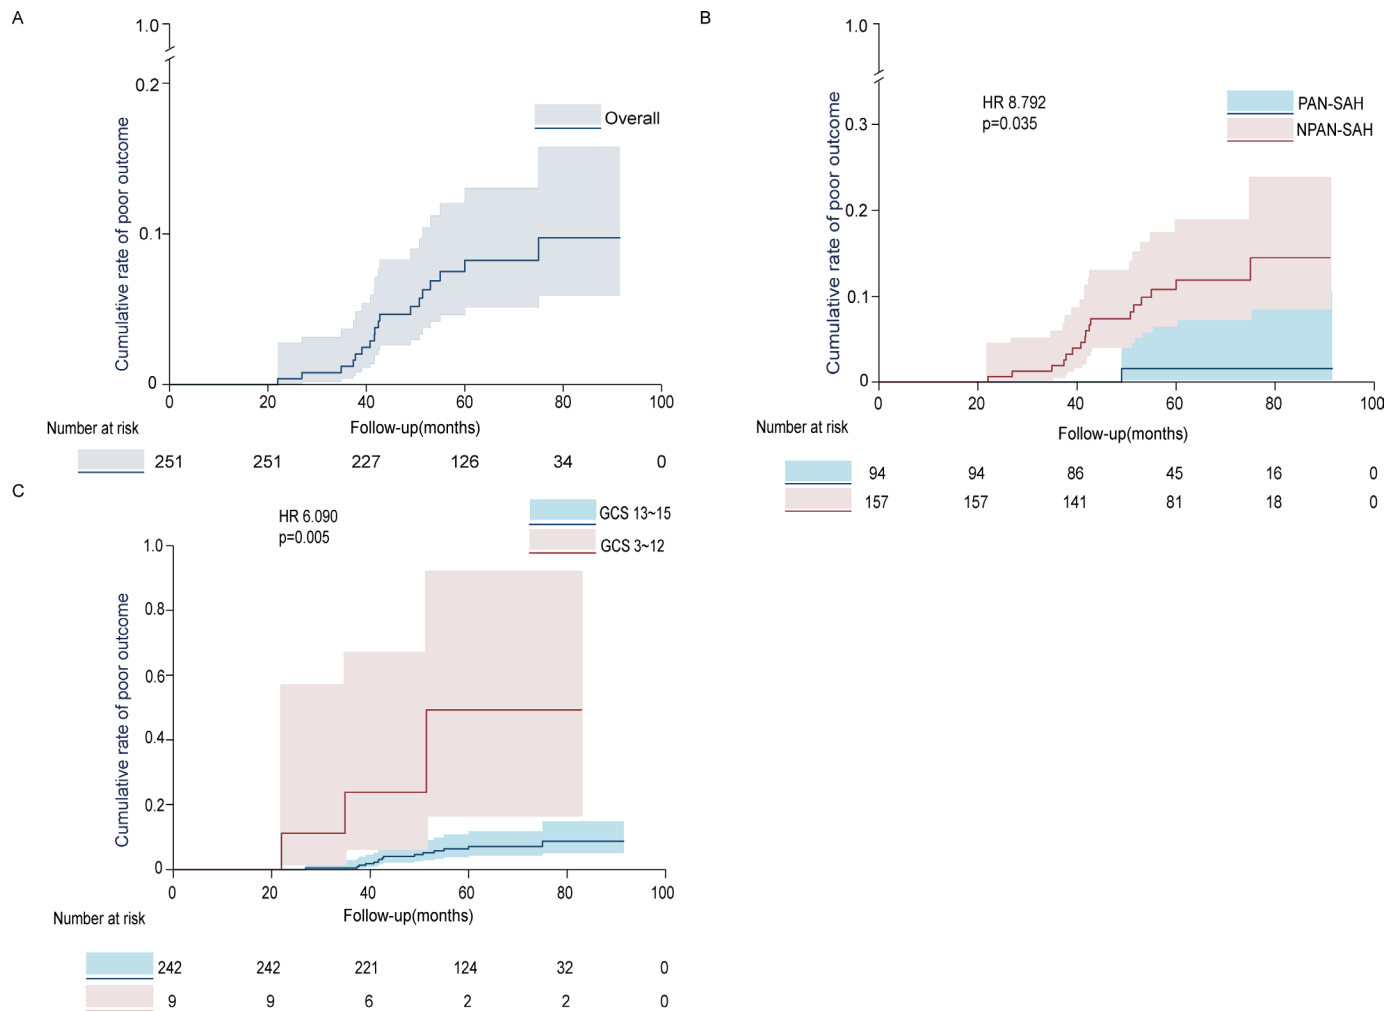 A
1.0
0.2
0.1
0
Cumulative rate of poor outcome
Overall
0 20 40 60 80 100
Follow-up(months)
Number at risk
251 251 227 126 34 0
B
1.0
0.3
0.2
0.1
0
Cumulative rate of poor outcome
HR 8.792
p=0.035
PAN-SAH
NPAN-SAH
0 20 40 60 80 100
Follow-up(months)
Number at risk
94 94 86 45 16 0
157 157 141 81 18 0
C
HR 6.090
p=0.005
GCS 13~15
GCS 3~12
1.0
0.8
0.6
0.4
0.2
0
Cumulative rate of poor outcome
0 20 40 60 80 100
Follow-up(months)
Number at risk
242 242 221 124 32 0
9 9 6 2 2 0